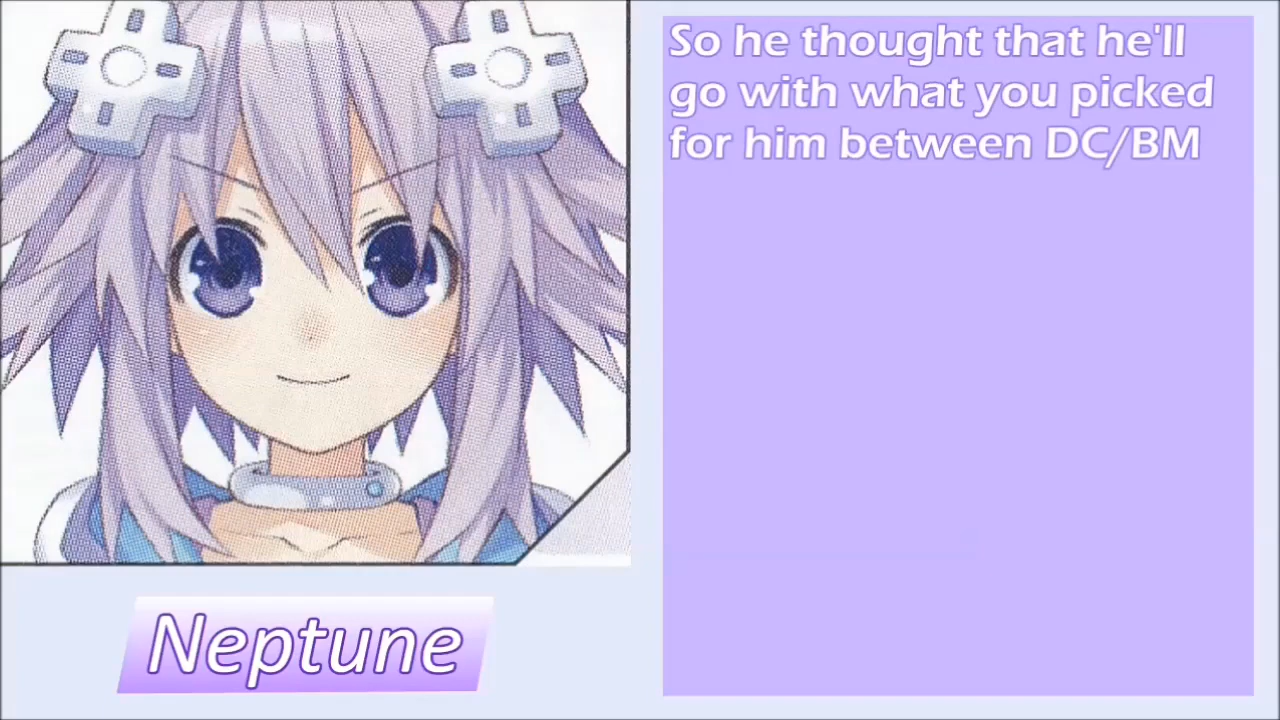 So he thought that he'll
go with what you picked
for him between DC/BM
Neptune